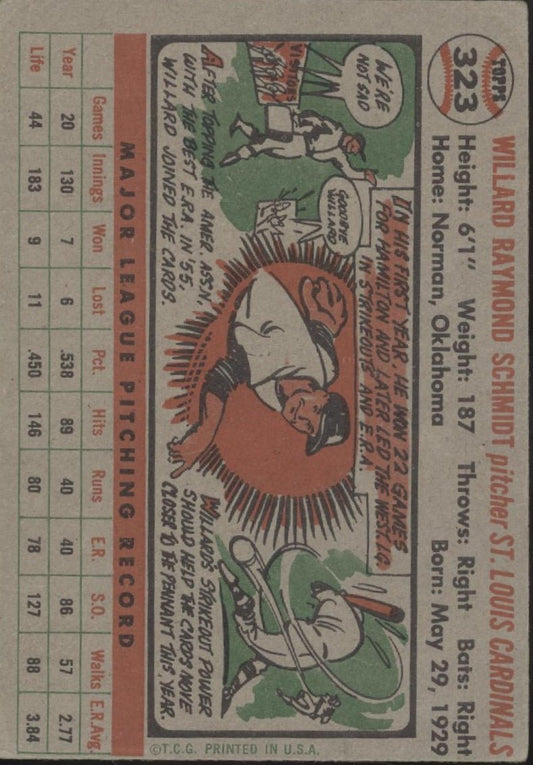 TOPPS
323
WILLARD RAYMOND SCHMIDT pitcher ST. LOUIS CARDINALS
Height: 6'1" Weight: 187 Throws: Right Bats: Right
Home: Norman, Oklahoma Born: May 29, 1929
WE'RE
NOT SAD
VISITORS
AFTER TOPPING THE AMER. ASS'N.
WITH THE BEST E.R.A. IN '55,
WILLARD JOINED THE CARDS.
GOODBYE
WILLARD
IN HIS FIRST YEAR, HE WON 22 GAMES
FOR HAMILTON AND LATER LED THE WEST. LG.
IN STRIKEOUTS AND E.R.A.
WILLARD'S STRIKEOUT POWER
SHOULD HELP THE CARDS MOVE
CLOSER TO THE PENNANT THIS YEAR.
MAJOR LEAGUE PITCHING RECORD
Games Innings Won Lost Pct. Hits Runs E.R. S.O. Walks E.R.Avg.
Year 20 130 7 6 .538 89 40 40 86 57 2.77
Life 44 183 9 11 .450 146 80 78 127 88 3.84
©T.C.G. PRINTED IN U.S.A.